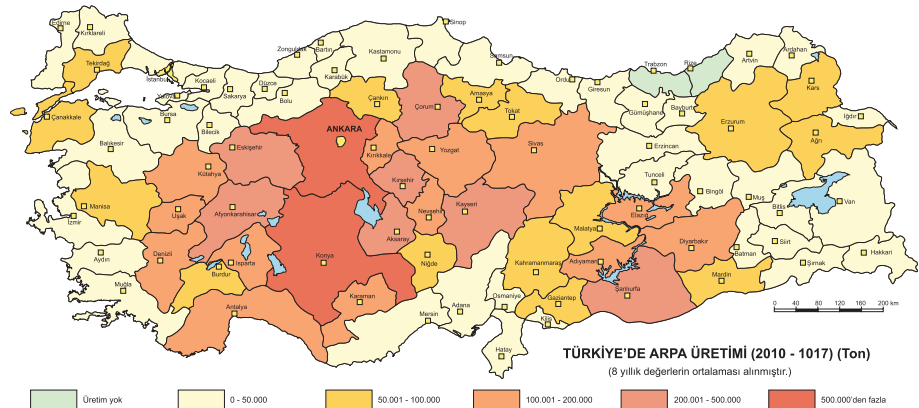 Edirne
Kırklareli
Tekirdağ
İstanbul
Kocaeli
Yalova
Sakarya
Düzce
Bolu
Zonguldak
Bartın
Karabük
Kastamonu
Sinop
Samsun
Ordu
Giresun
Trabzon
Rize
Artvin
Ardahan
Kars
Iğdır
Ağrı
Erzurum
Bayburt
Gümüşhane
Erzincan
Tunceli
Bingöl
Muş
Bitlis
Van
Hakkari
Şırnak
Siirt
Batman
Mardin
Diyarbakır
Elazığ
Malatya
Adıyaman
Şanlıurfa
Gaziantep
Kilis
Kahramanmaraş
Osmaniye
Hatay
Adana
Mersin
Niğde
Kayseri
Sivas
Tokat
Amasya
Çorum
Çankırı
ANKARA
Kırıkkale
Yozgat
Kırşehir
Nevşehir
Aksaray
Konya
Karaman
Antalya
Isparta
Burdur
Denizli
Muğla
Aydın
İzmir
Manisa
Uşak
Afyonkarahisar
Kütahya
Eskişehir
Bilecik
Bursa
Balıkesir
Çanakkale
0 40 80 120 160 200 km
TÜRKİYE'DE ARPA ÜRETİMİ (2010 - 1017) (Ton)
(8 yıllık değerlerin ortalaması alınmıştır.)
Üretim yok
0 - 50.000
50.001 - 100.000
100.001 - 200.000
200.001 - 500.000
500.000'den fazla